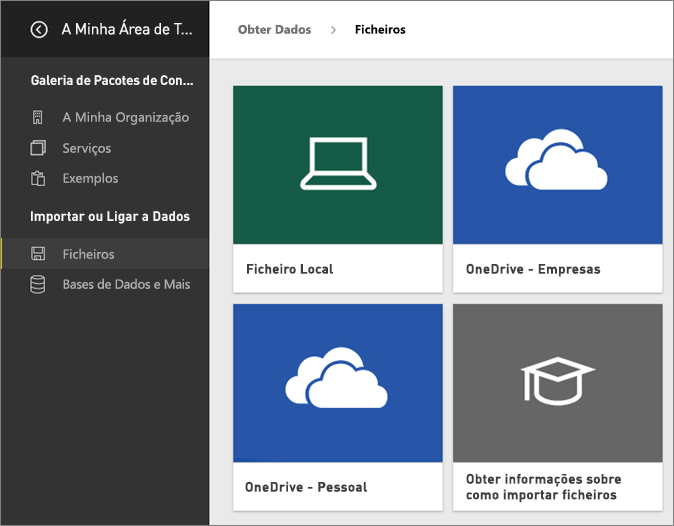 A Minha Área de T...
Galeria de Pacotes de Con...
A Minha Organização
Serviços
Exemplos
Importar ou Ligar a Dados
Ficheiros
Bases de Dados e Mais
Obter Dados > Ficheiros
Ficheiro Local
OneDrive - Empresas
OneDrive - Pessoal
Obter informações sobre
como importar ficheiros